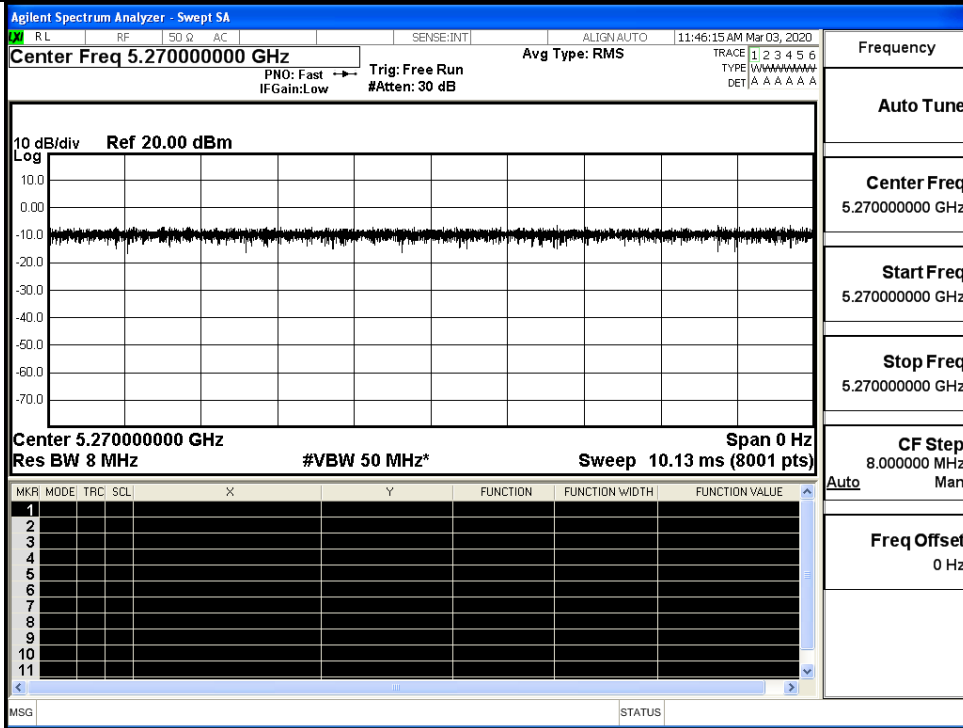 Agilent Spectrum Analyzer - Swept SA
LXI RL RF 50 Ω AC SENSE:INT ALIGN AUTO 11:46:15 AM Mar 03, 2020
Center Freq 5.270000000 GHz
PNO: Fast
IFGain:Low
Trig: Free Run
#Atten: 30 dB
Avg Type: RMS
TRACE 1 2 3 4 5 6
TYPE WWWWWW
DET A A A A A A
10 dB/div Ref 20.00 dBm
Log
10.0
0.00
-10.0
-20.0
-30.0
-40.0
-50.0
-60.0
-70.0
Center 5.270000000 GHz Span 0 Hz
Res BW 8 MHz #VBW 50 MHz* Sweep 10.13 ms (8001 pts)
MKR MODE TRC SCL X Y FUNCTION FUNCTION WIDTH FUNCTION VALUE
1
2
3
4
5
6
7
8
9
10
11
MSG STATUS
Frequency
Auto Tune
Center Freq
5.270000000 GHz
Start Freq
5.270000000 GHz
Stop Freq
5.270000000 GHz
CF Step
8.000000 MHz
Auto Man
Freq Offset
0 Hz